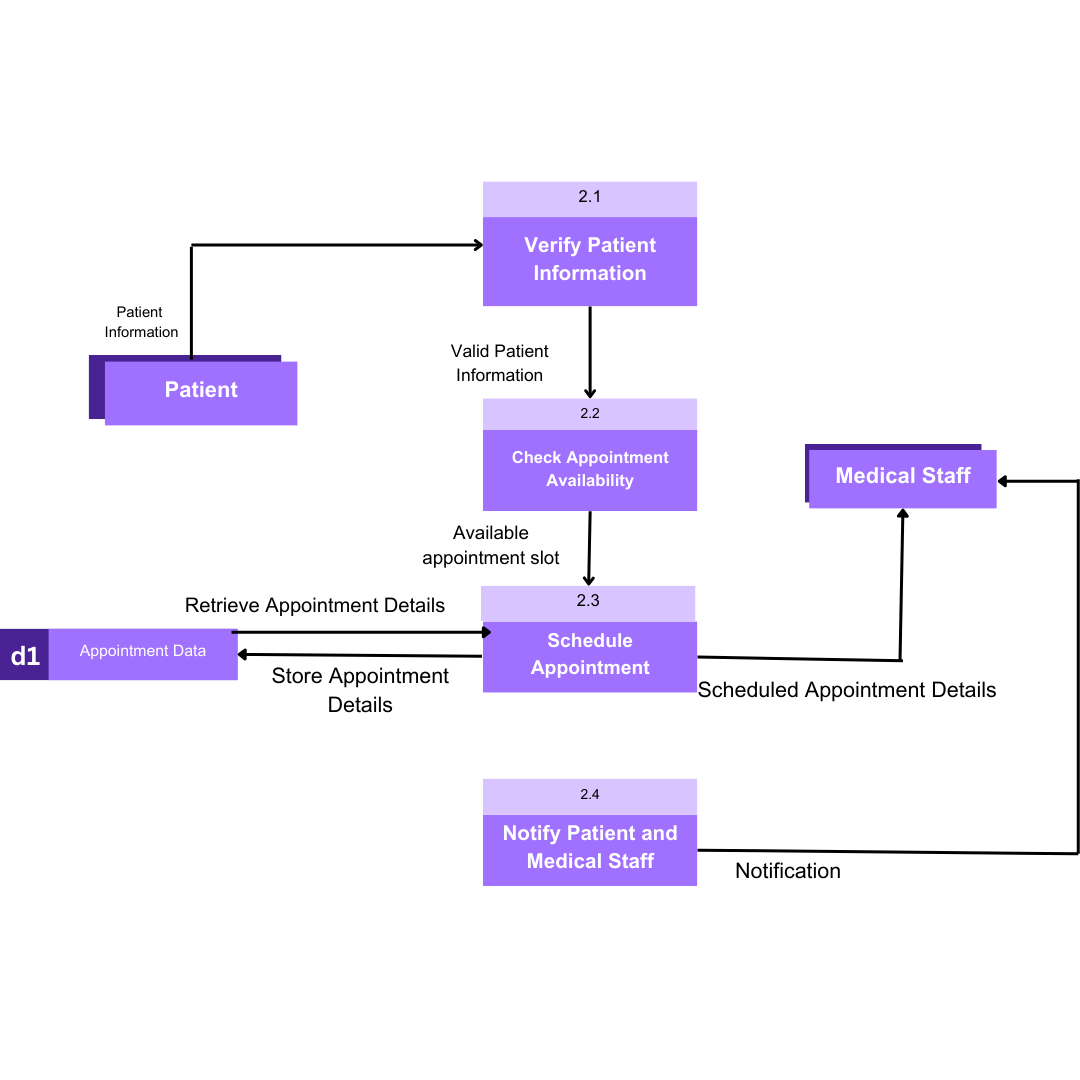 2.1
Verify Patient
Information
Patient
Information
Patient
Valid Patient
Information
2.2
Check Appointment
Availability
Medical Staff
Available
appointment slot
2.3
Schedule
Appointment
Retrieve Appointment Details
d1
Appointment Data
Store Appointment
Details
Scheduled Appointment Details
2.4
Notify Patient and
Medical Staff
Notification